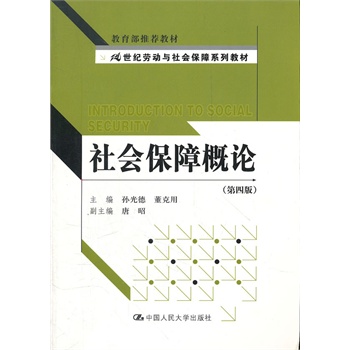 教育部推荐教材
21世纪劳动与社会保障系列教材
INTRODUCTION TO SOCIAL
SECURITY
社会保障概论
(第四版)
主 编 孙光德 董克用
副主编 唐 昭
中国人民大学出版社